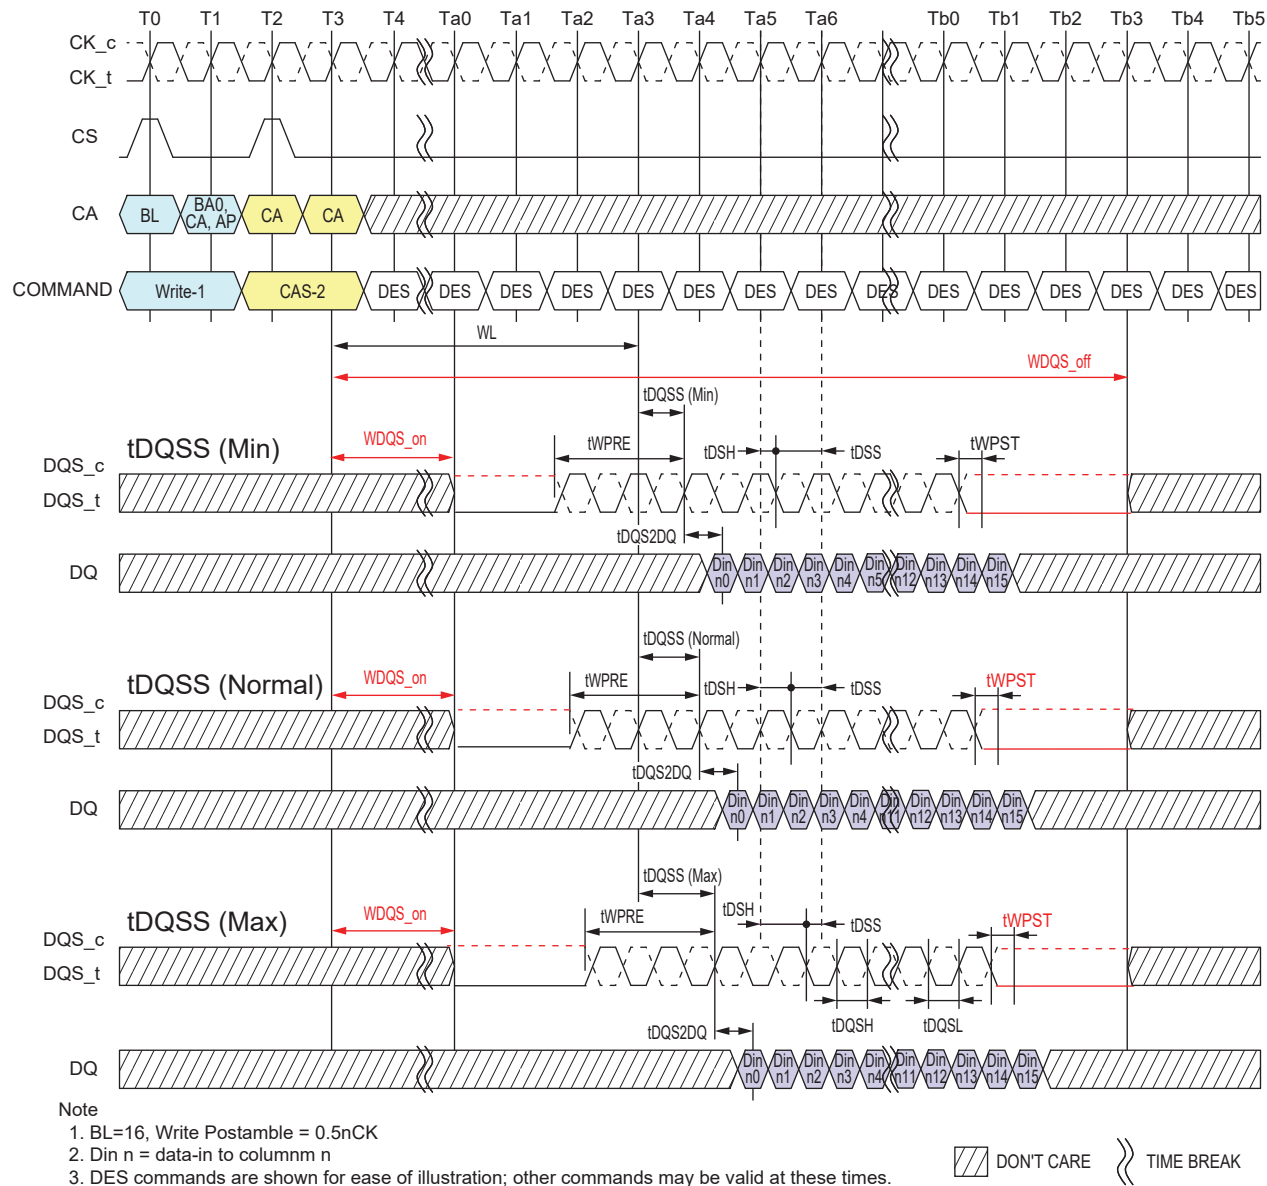 T0 T1 T2 T3 T4 Ta0 Ta1 Ta2 Ta3 Ta4 Ta5 Ta6 Tb0 Tb1 Tb2 Tb3 Tb4 Tb5
CK_c
CK_t
CS
CA BL BA0, CA, AP CA CA
COMMAND Write-1 CAS-2 DES DES DES DES DES DES DES DES DES DES DES DES DES DES DES
WL
WDQS_off
tDQSS (Min)
tDQSS (Min) WDQS_on tWPRE tDSH tDSS tWPST
DQS_c
DQS_t
tDQS2DQ
DQ Din n0 Din n1 Din n2 Din n3 Din n4 Din n5 Din n12 Din n13 Din n14 Din n15
tDQSS (Normal)
tDQSS (Normal) WDQS_on tWPRE tDSH tDSS tWPST
DQS_c
DQS_t
tDQS2DQ
DQ Din n0 Din n1 Din n2 Din n3 Din n4 Din n11 Din n12 Din n13 Din n14 Din n15
tDQSS (Max)
tDQSS (Max) WDQS_on tWPRE tDSH tDSS tWPST
DQS_c
DQS_t
tDQS2DQ tDQSH tDQSL
DQ Din n0 Din n1 Din n2 Din n3 Din n4 Din n11 Din n12 Din n13 Din n14 Din n15
Note
1. BL=16, Write Postamble = 0.5nCK
2. Din n = data-in to columnm n
3. DES commands are shown for ease of illustration; other commands may be valid at these times.
DON'T CARE TIME BREAK